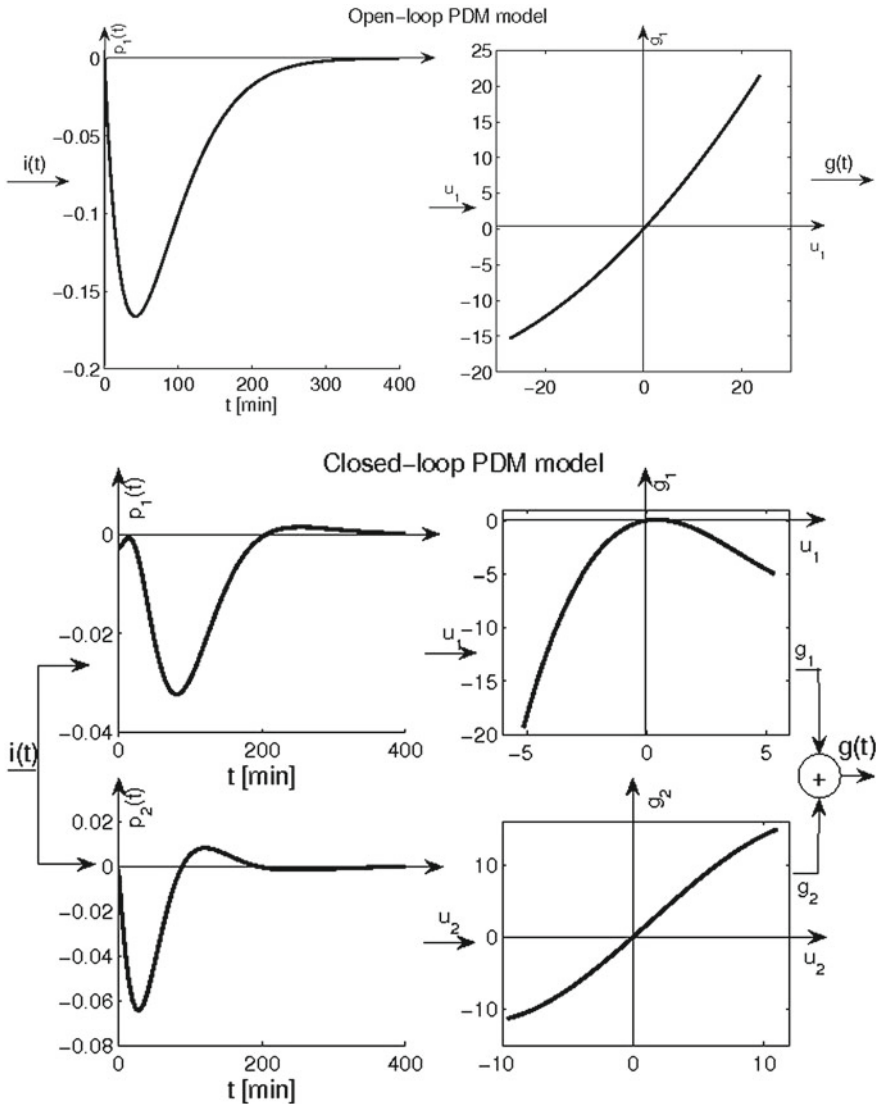 Open-loop PDM model
p₁(t)
0
−0.05
−0.1
−0.15
−0.2
0 100 200 300 400
t [min]
i(t)
u₁
g₁
25
20
15
10
5
0
−5
−10
−15
−20
−20 0 20
u₁
g(t)
Closed-loop PDM model
p₁(t)
0
−0.02
−0.04
0 200 400
t [min]
u₁
g₁
0
−5
−10
−15
−20
−5 0 5
u₁
g₁
i(t)
g(t)
+
p₂(t)
0.02
0
−0.02
−0.04
−0.06
−0.08
0 200 400
t [min]
u₂
g₂
10
0
−10
−10 0 10
u₂
g₂